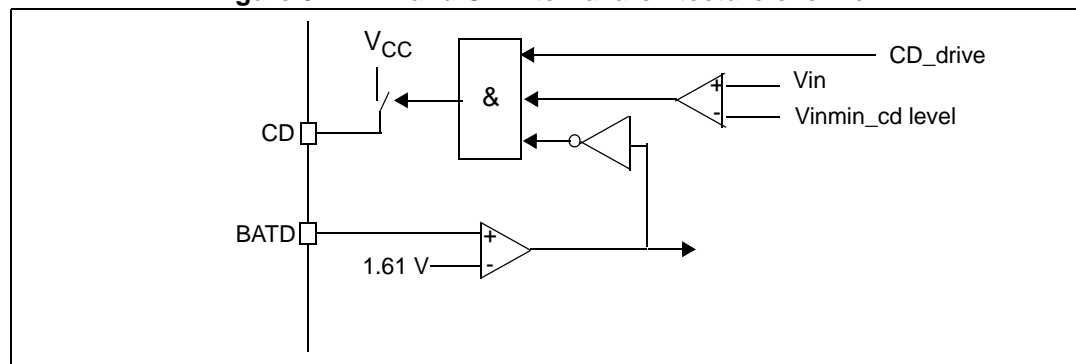 VCC
CD_drive
&
+
Vin
-
Vinmin_cd level
CD
BATD
+
1.61 V
-